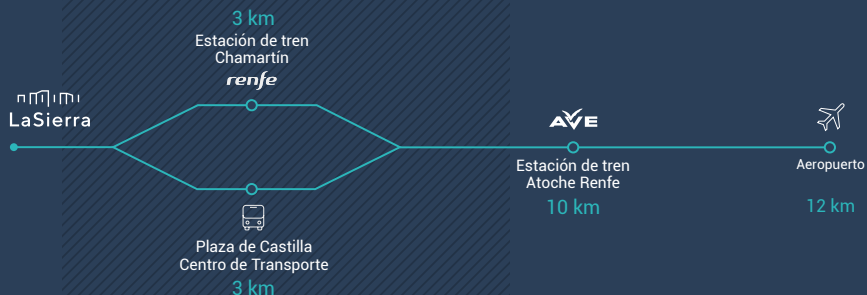 3 km
Estación de tren
Chamartín
renfe
LaSierra
AVE
Estación de tren
Atoche Renfe
10 km
Aeropuerto
12 km
Plaza de Castilla
Centro de Transporte
3 km